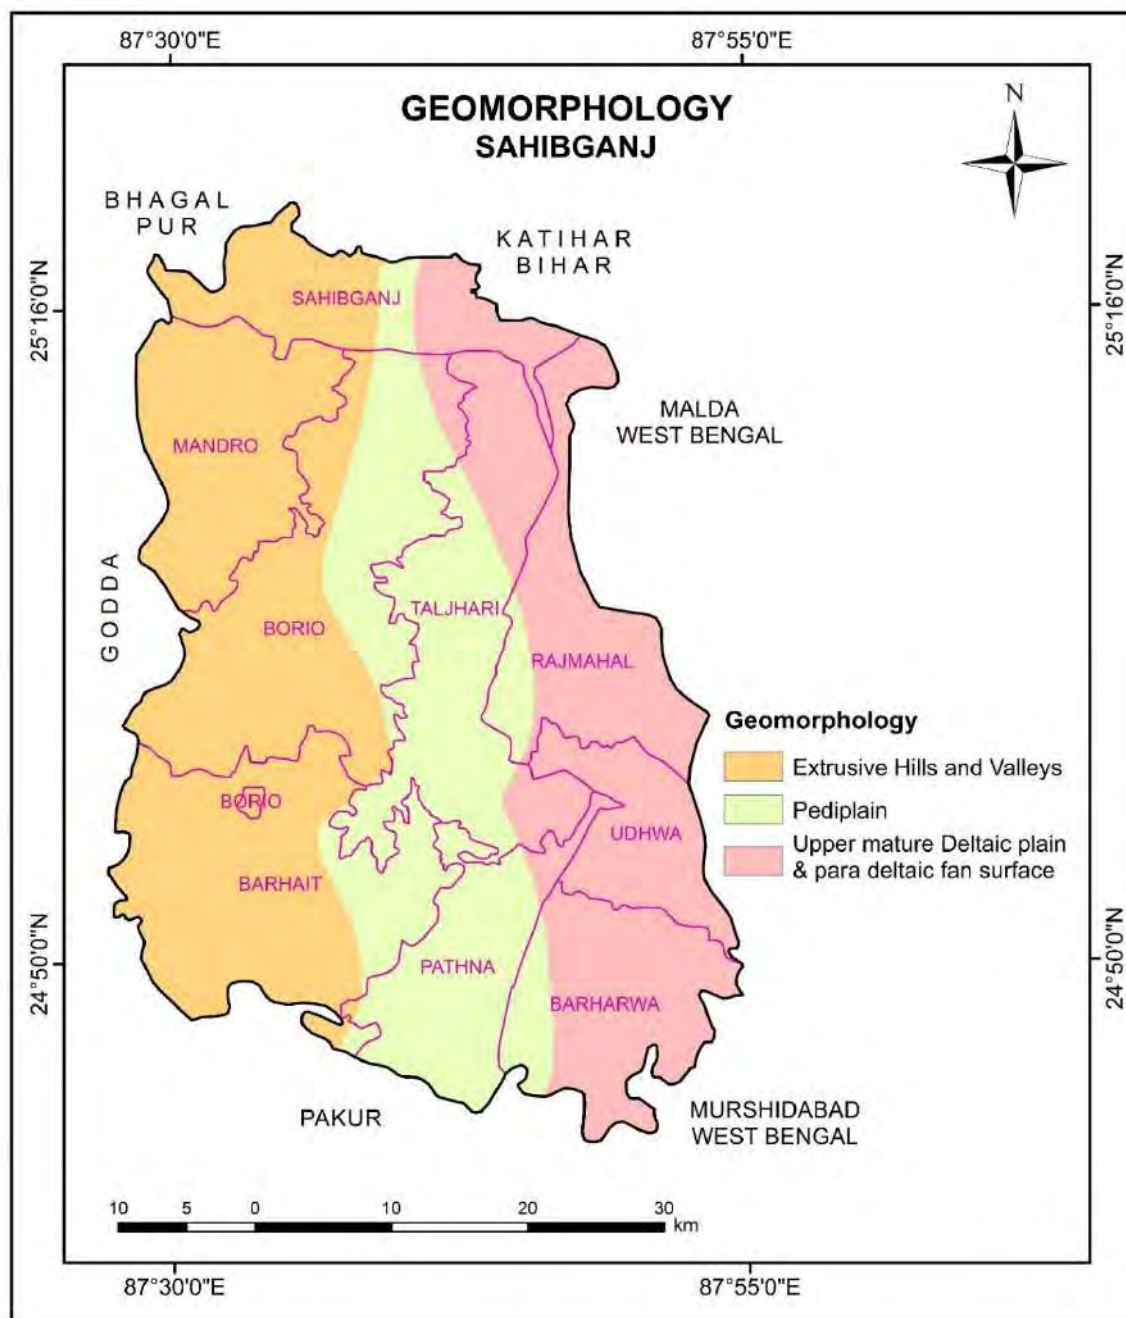 87°30'0"E
87°55'0"E
GEOMORPHOLOGY
SAHIBGANJ
N
BHAGAL
PUR
KATIHAR
BIHAR
25°16'0"N
25°16'0"N
SAHIBGANJ
MALDA
WEST BENGAL
MANDRO
GODDA
BORIO
TALJHARI
RAJMAHAL
Geomorphology
Extrusive Hills and Valleys
BORIO
Pediplain
UDHWA
Upper mature Deltaic plain
& para deltaic fan surface
BARHAIT
24°50'0"N
24°50'0"N
PATHNA
BARHARWA
PAKUR
MURSHIDABAD
WEST BENGAL
10 5 0 10 20 30
km
87°30'0"E
87°55'0"E